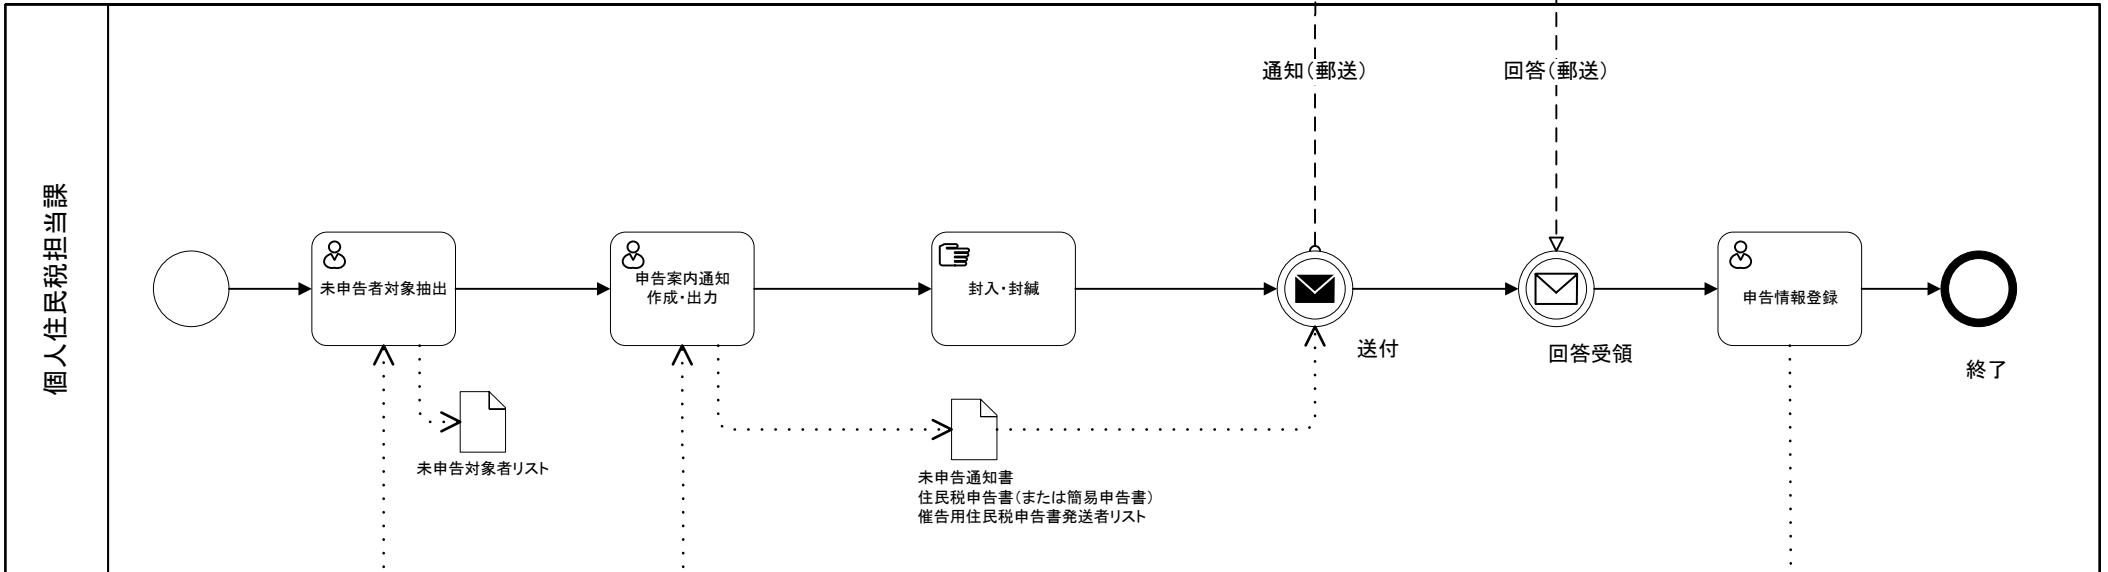 個人住民税担当課
通知（郵送）
回答（郵送）
未申告者対象抽出
申告案内通知
作成・出力
封入・封緘
送付
回答受領
申告情報登録
終了
未申告対象者リスト
未申告通知書
住民税申告書（または簡易申告書）
催告用住民税申告書発送者リスト